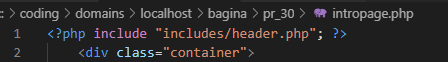 : > coding > domains > localhost > bagina > pr_30 > intropage.php
1 <?php include "includes/header.php"; ?>
2 <div class="container">